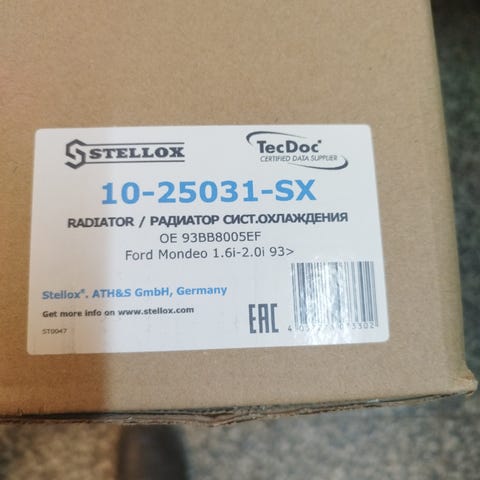 STELLOX
TecDoc®
CERTIFIED DATA SUPPLIER
10-25031-SX
RADIATOR / РАДИАТОР СИСТ.ОХЛАЖДЕНИЯ
OE 93BB8005EF
Ford Mondeo 1.6i-2.0i 93>
Stellox®. ATH&S GmbH, Germany
Get more info on www.stellox.com
EAC
ST0047